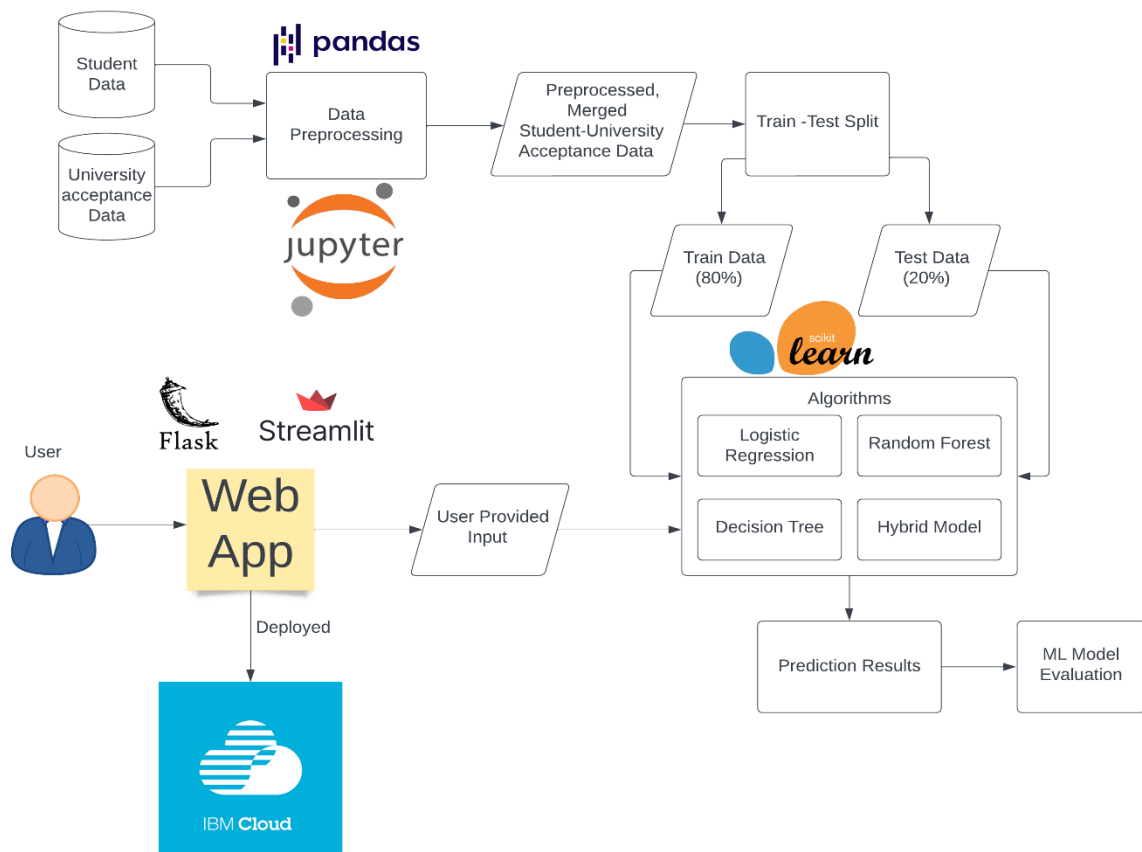 Student
Data
pandas
Data
Preprocessing
Preprocessed,
Merged
Student-University
Acceptance Data
Train -Test Split
University
acceptance
Data
jupyter
Train Data
(80%)
Test Data
(20%)
scikit
learn
Algorithms
Logistic
Regression
Random Forest
Decision Tree
Hybrid Model
Flask
Streamlit
User
Web
App
User Provided
Input
Deployed
Prediction Results
ML Model
Evaluation
IBM Cloud